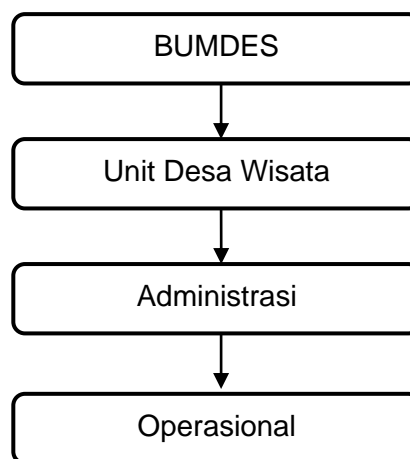 BUMDES
Unit Desa Wisata
Administrasi
Operasional